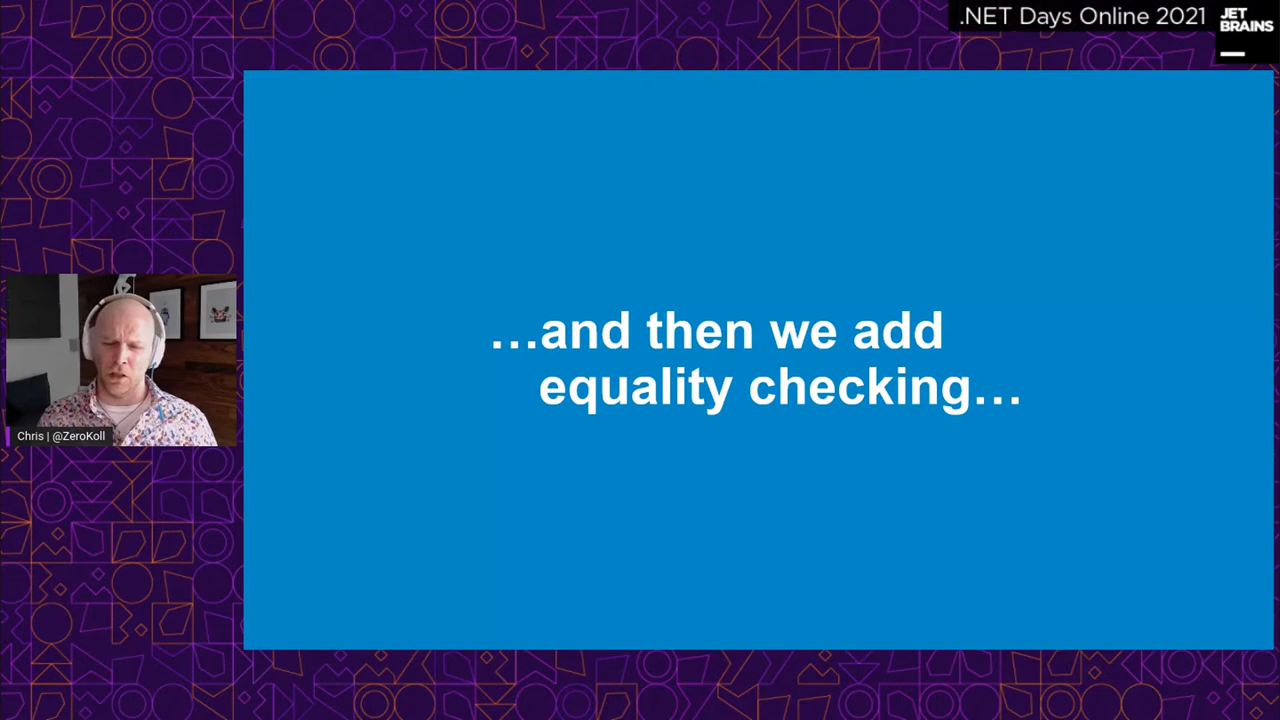 .NET Days Online 2021
JET
BRAINS
…and then we add
equality checking…
Chris | @ZeroKoll